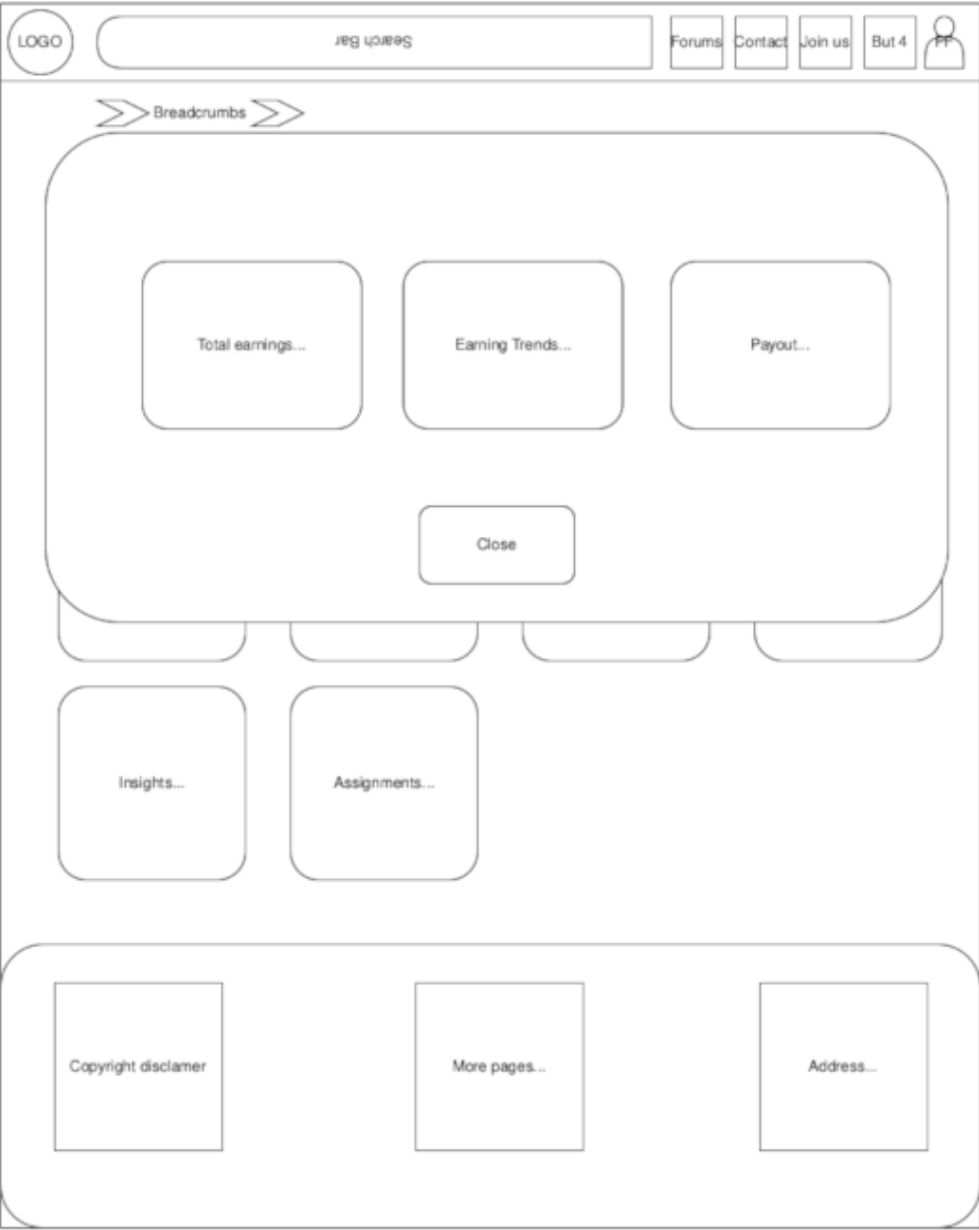 LOGO
Search Bar
Forums
Contact
Join us
But 4
PF
Breadcrumbs
Total earnings...
Earning Trends...
Payout...
Close
Insights...
Assignments...
Copyright disclamer
More pages...
Address...